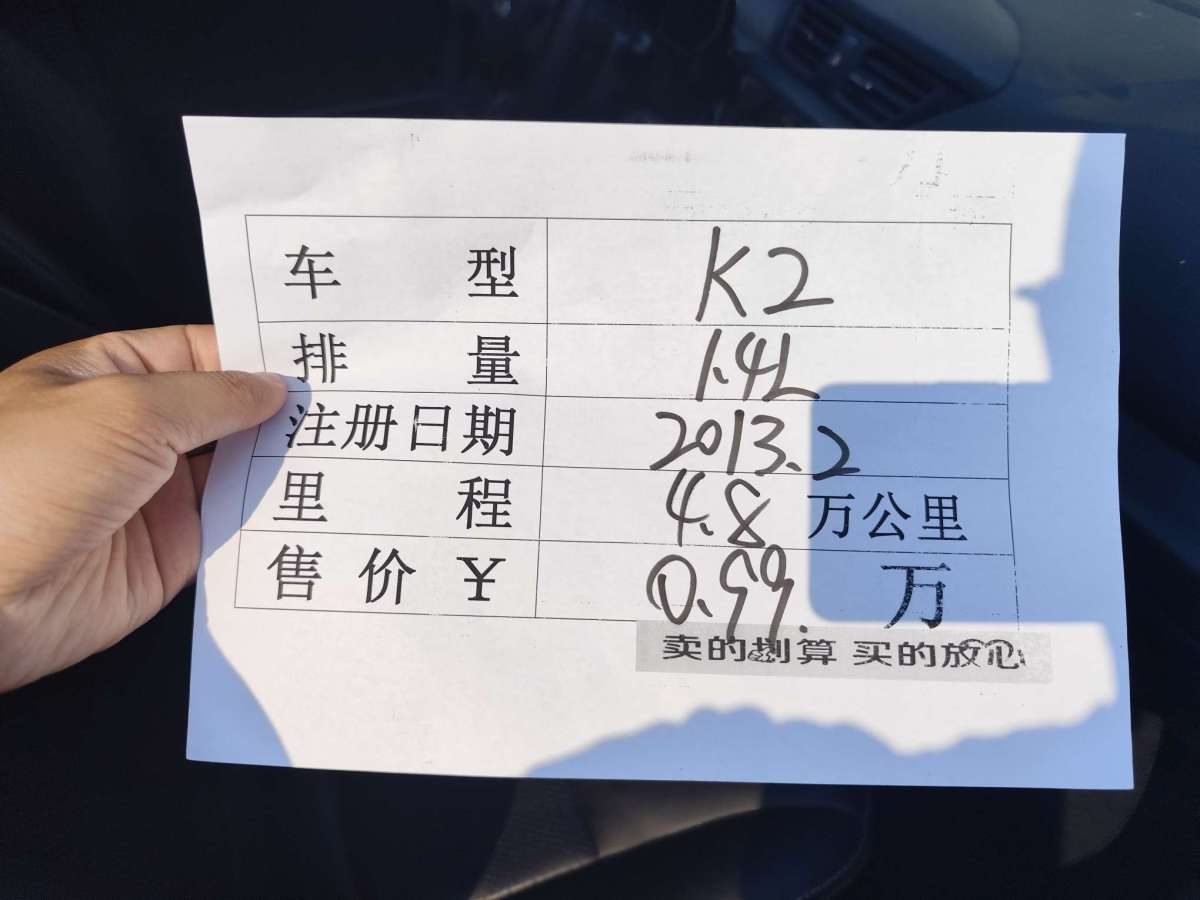 车型 K2
排量 1.4L
注册日期 2013.2
里程 4.8 万公里
售价￥ 0.59. 万
卖的划算 买的放心